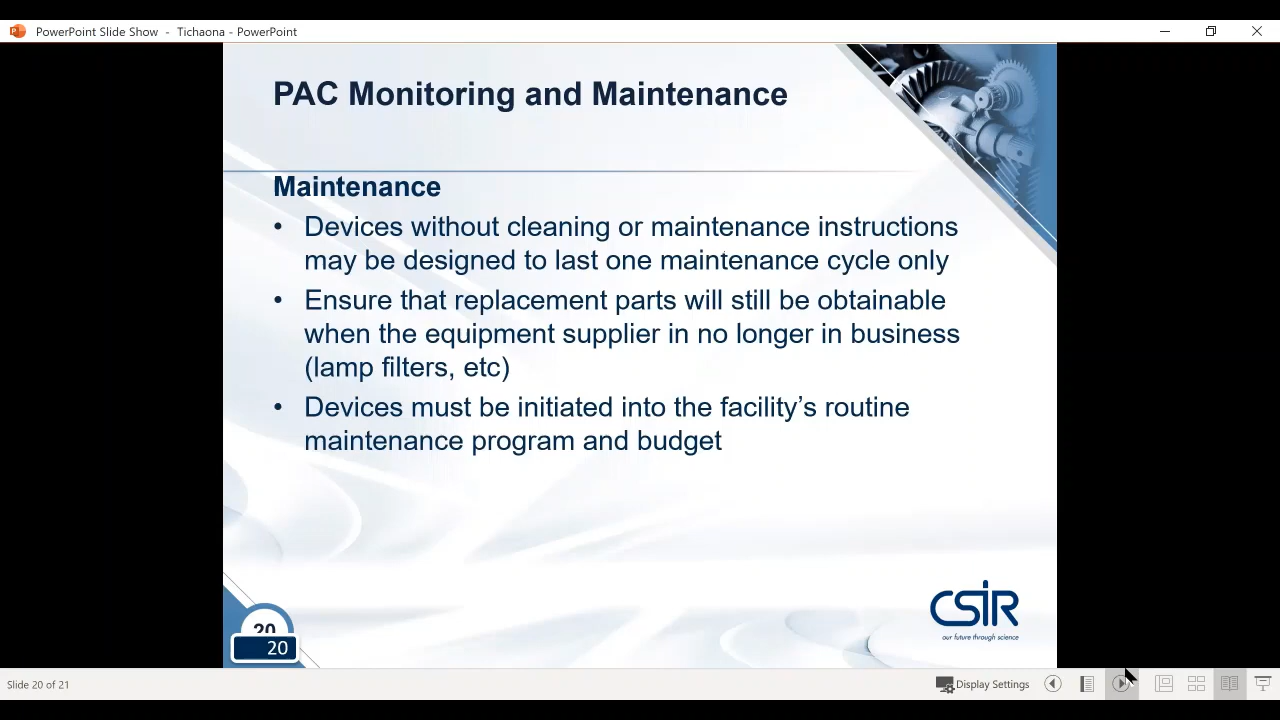 PowerPoint Slide Show - Tichaona - PowerPoint
PAC Monitoring and Maintenance
Maintenance
• Devices without cleaning or maintenance instructions
may be designed to last one maintenance cycle only
• Ensure that replacement parts will still be obtainable
when the equipment supplier in no longer in business
(lamp filters, etc)
• Devices must be initiated into the facility’s routine
maintenance program and budget
CSIR
our future through science
20
20
Slide 20 of 21
Display Settings